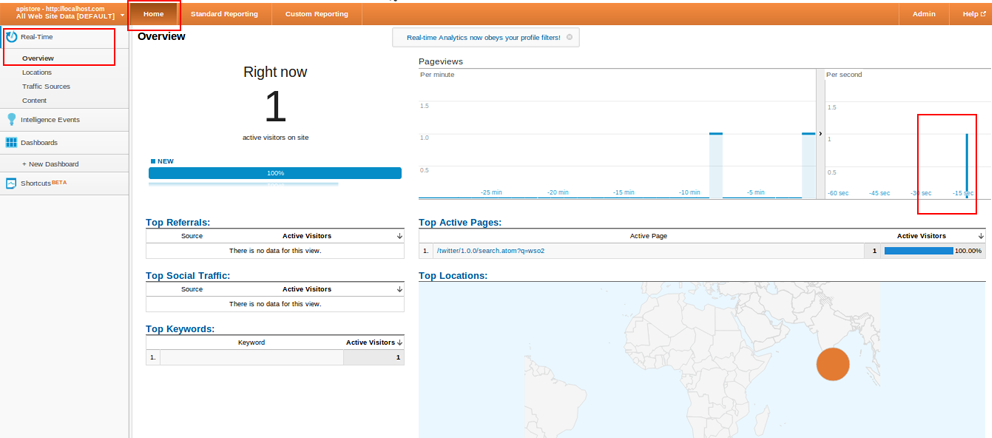 apistore - http://localhost.com
All Web Site Data [DEFAULT]
Home
Standard Reporting
Custom Reporting
Admin
Help
Real-Time
Overview
Locations
Traffic Sources
Content
Intelligence Events
Dashboards
+ New Dashboard
Shortcuts BETA
Overview
Real-time Analytics now obeys your profile filters!
Right now
1
active visitors on site
NEW
100%
Pageviews
Per minute
1.5
1.0
0.5
-25 min
-20 min
-15 min
-10 min
-5 min
Per second
1.5
1
0.5
-60 sec
-45 sec
-30 sec
-15 sec
Top Referrals:
Source Active Visitors
There is no data for this view.
Top Social Traffic:
Source Active Visitors
There is no data for this view.
Top Keywords:
Keyword Active Visitors
1. 1
Top Active Pages:
Active Page Active Visitors
1. /twitter/1.0.0/search.atom?q=wso2 1 100.00%
Top Locations: